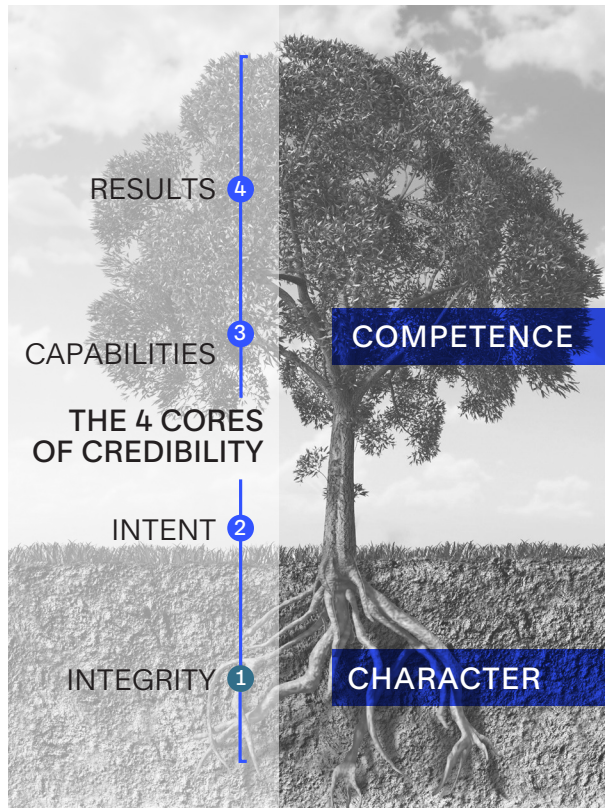 RESULTS 4
3
COMPETENCE
CAPABILITIES
THE 4 CORES
OF CREDIBILITY
INTENT 2
INTEGRITY 1
CHARACTER